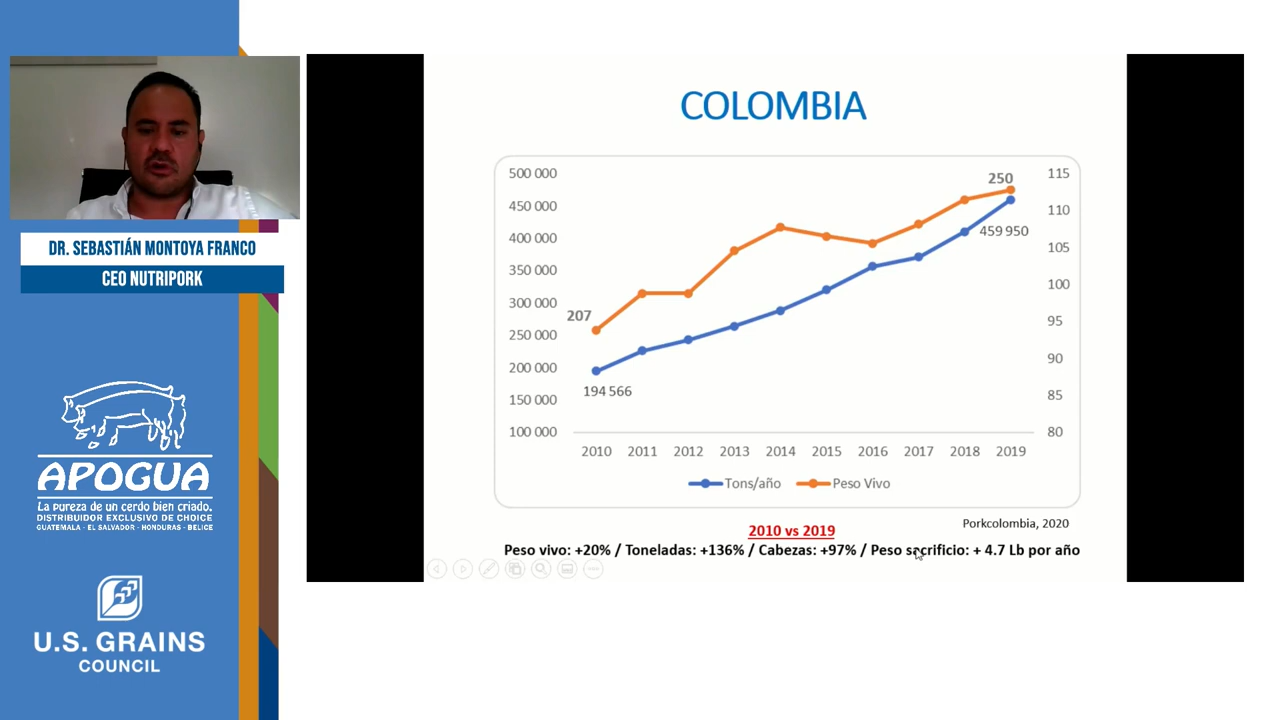 DR. SEBASTIÁN MONTOYA FRANCO
CEO NUTRIPORK
APOGUA
La pureza de un cerdo bien criado.
DISTRIBUIDOR EXCLUSIVO DE CHOICE
GUATEMALA - EL SALVADOR - HONDURAS - BELICE
U.S. GRAINS
COUNCIL
COLOMBIA
500 000
450 000
400 000
350 000
300 000
250 000
200 000
150 000
100 000
115
110
105
100
95
90
85
80
207
194 566
250
459 950
2010 2011 2012 2013 2014 2015 2016 2017 2018 2019
Tons/año Peso Vivo
Porkcolombia, 2020
2010 vs 2019
Peso vivo: +20% / Toneladas: +136% / Cabezas: +97% / Peso sacrificio: + 4.7 Lb por año